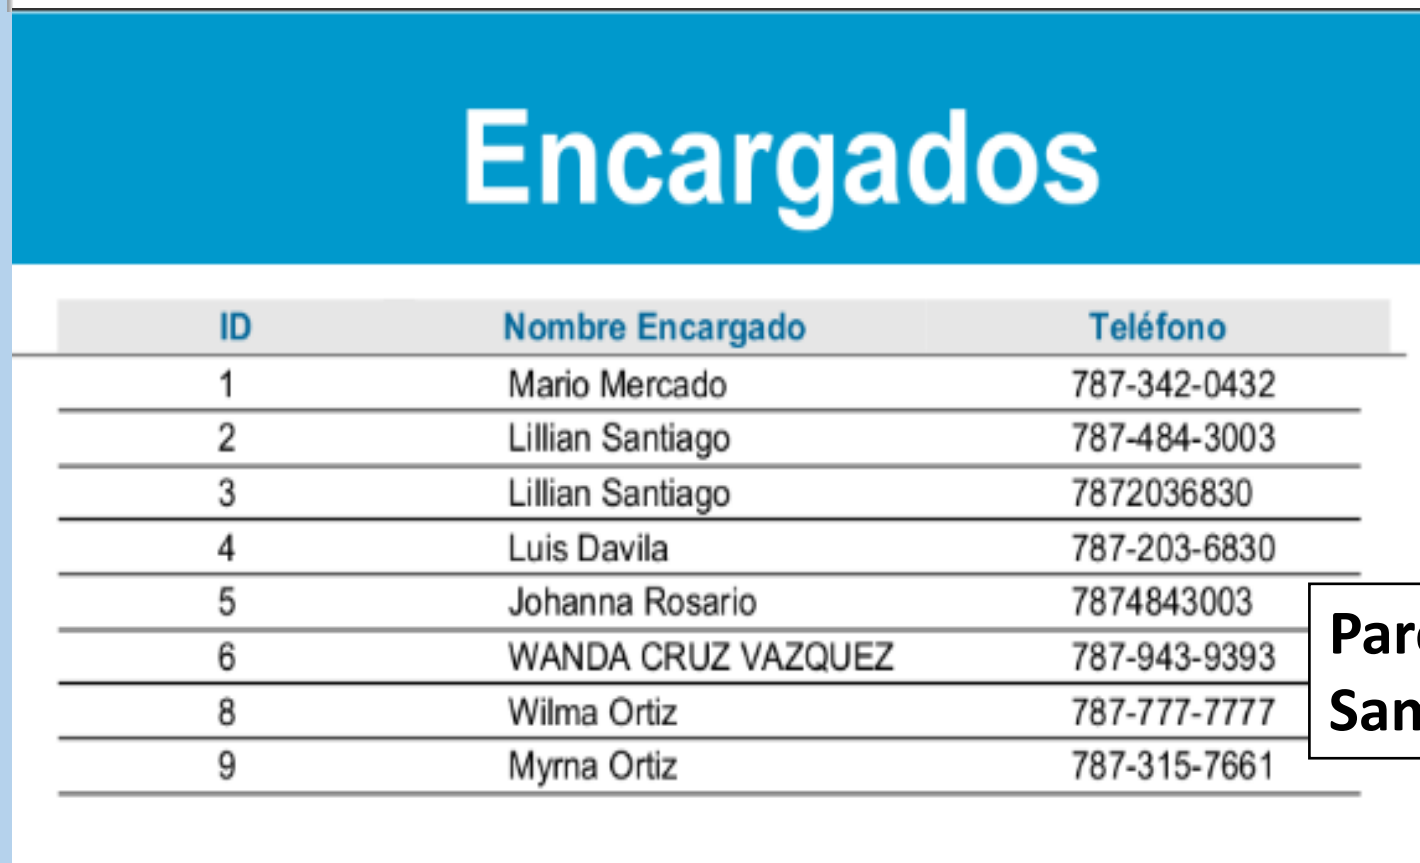 Encargados
ID Nombre Encargado Teléfono
1 Mario Mercado 787-342-0432
2 Lillian Santiago 787-484-3003
3 Lillian Santiago 7872036830
4 Luis Davila 787-203-6830
5 Johanna Rosario 7874843003
6 WANDA CRUZ VAZQUEZ 787-943-9393
8 Wilma Ortiz 787-777-7777
9 Myrna Ortiz 787-315-7661
San